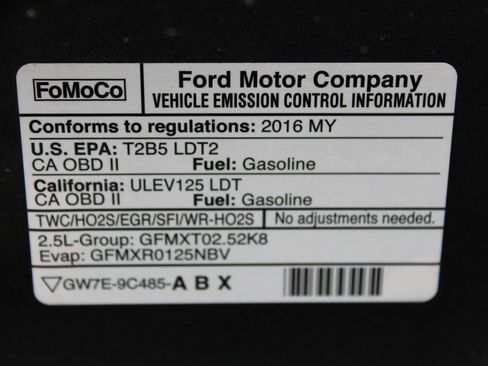 FoMoCo
Ford Motor Company
VEHICLE EMISSION CONTROL INFORMATION
Conforms to regulations: 2016 MY
U.S. EPA: T2B5 LDT2
CA OBD II Fuel: Gasoline
California: ULEV125 LDT
CA OBD II Fuel: Gasoline
TWC/HO2S/EGR/SFI/WR-HO2S No adjustments needed.
2.5L-Group: GFMXT02.52K8
Evap: GFMXR0125NBV
GW7E-9C485-A B X